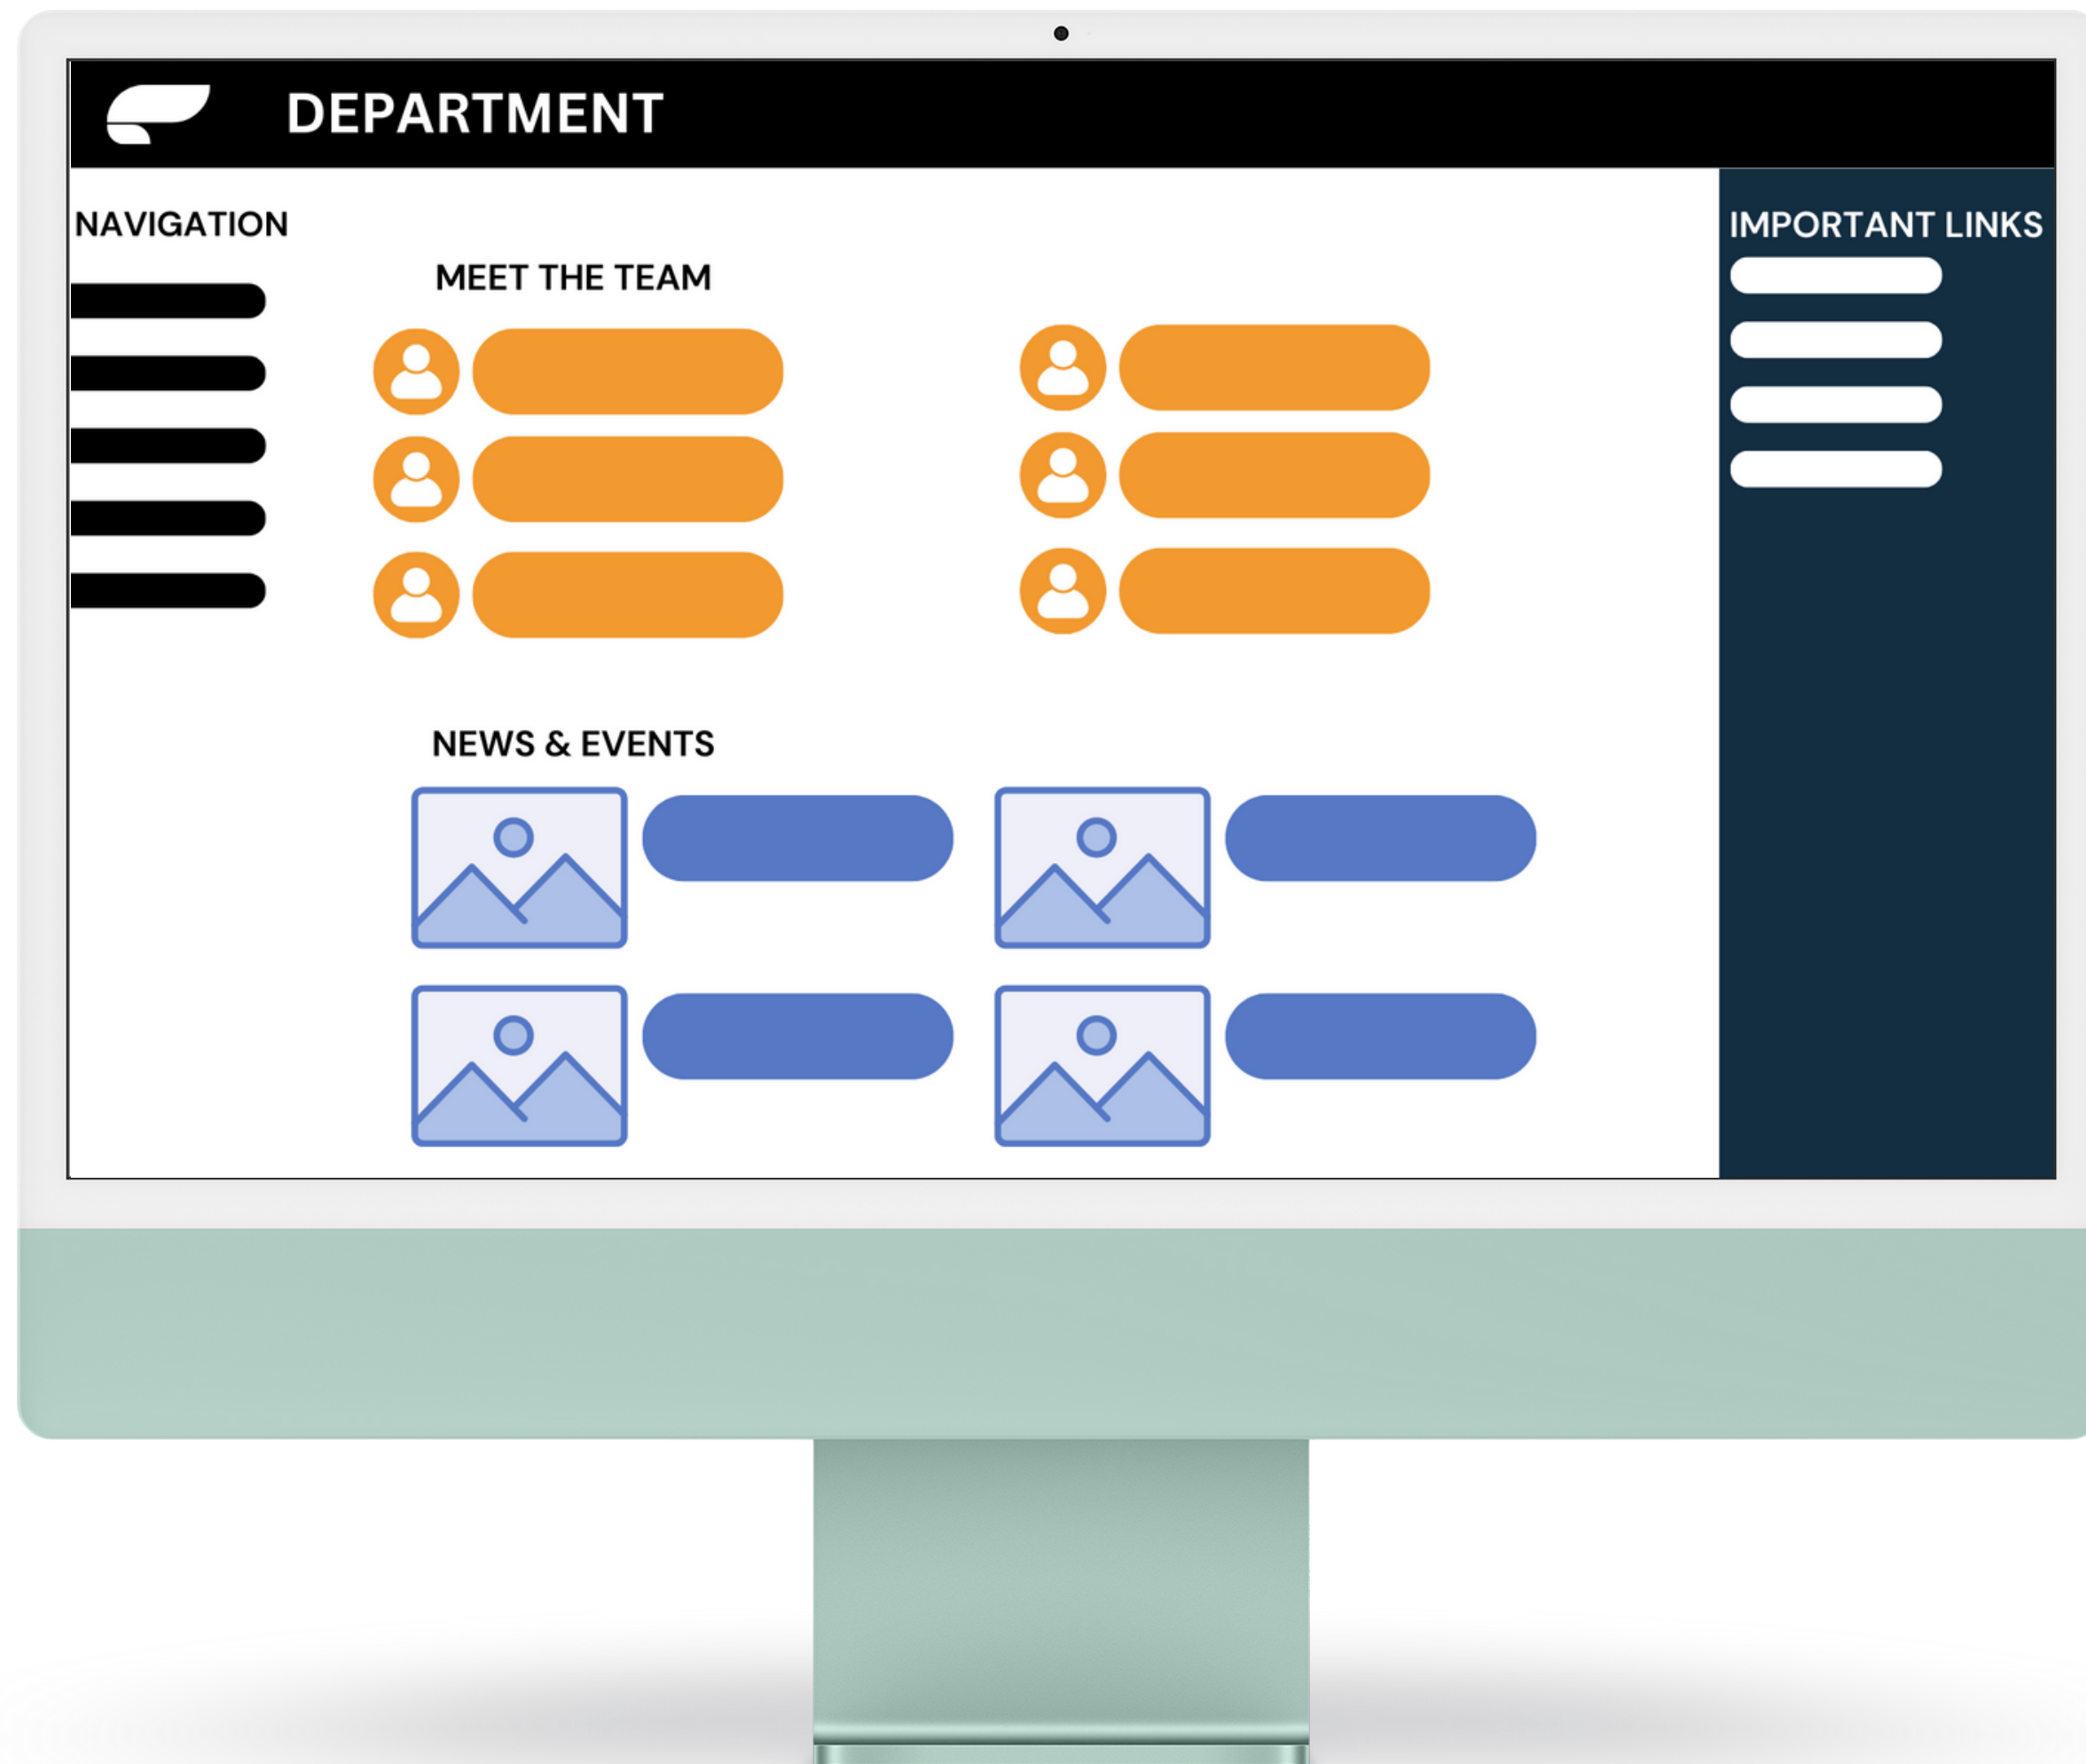 DEPARTMENT
NAVIGATION
MEET THE TEAM
NEWS & EVENTS
IMPORTANT LINKS